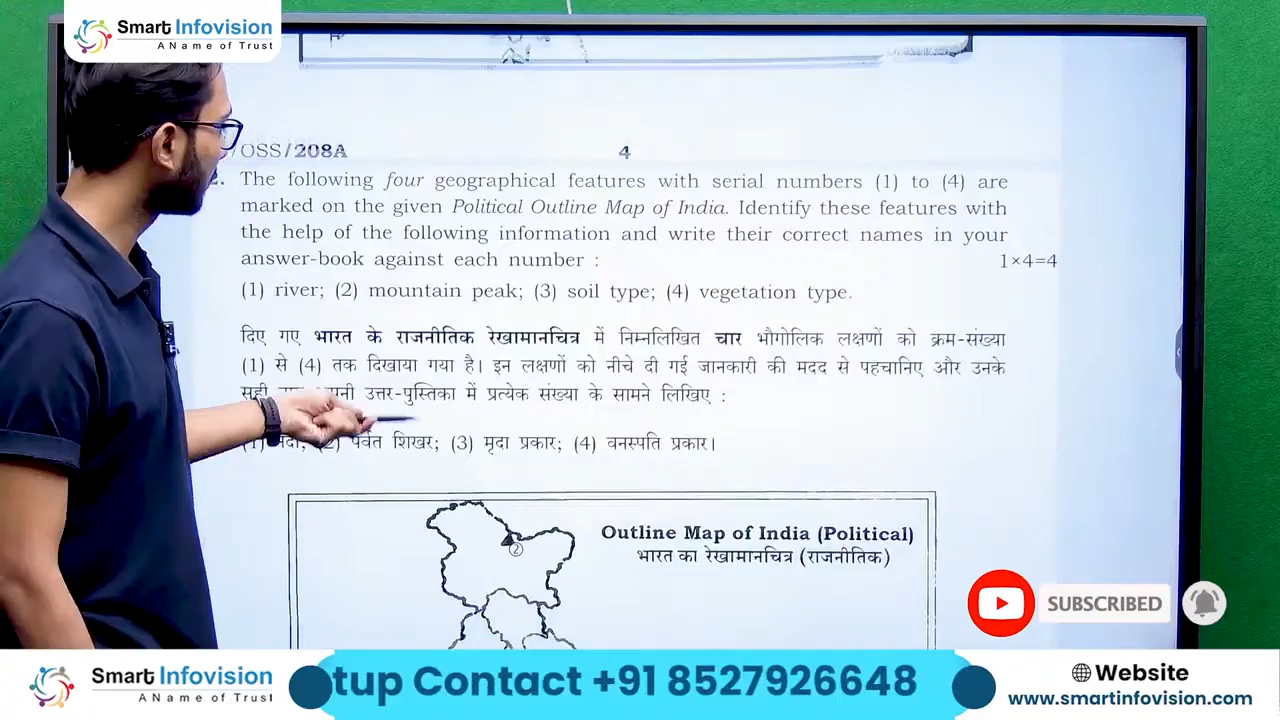 Smart Infovision
A Name of Trust
/OSS/208A
4
2. The following four geographical features with serial numbers (1) to (4) are
marked on the given Political Outline Map of India. Identify these features with
the help of the following information and write their correct names in your
answer-book against each number :
1×4=4
(1) river; (2) mountain peak; (3) soil type; (4) vegetation type.
दिए गए भारत के राजनीतिक रेखामानचित्र में निम्नलिखित चार भौगोलिक लक्षणों को क्रम-संख्या
(1) से (4) तक दिखाया गया है। इन लक्षणों को नीचे दी गई जानकारी की मदद से पहचानिए और उनके
सही उत्तर-पुस्तिका में प्रत्येक संख्या के सामने लिखिए :
(2) पर्वत शिखर; (3) मृदा प्रकार; (4) वनस्पति प्रकार।
Outline Map of India (Political)
भारत का रेखामानचित्र (राजनीतिक)
②
SUBSCRIBED
Smart Infovision
A Name of Trust
tup Contact +91 8527926648
Website
www.smartinfovision.com